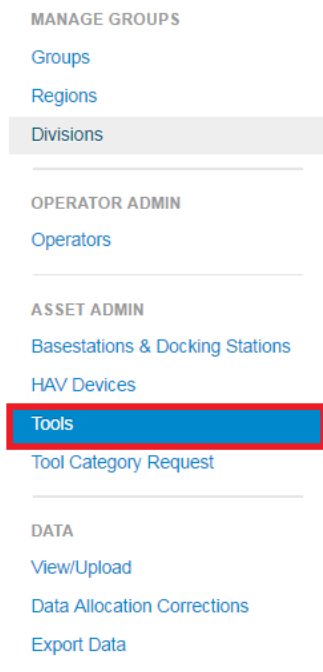 MANAGE GROUPS
Groups
Regions
Divisions
OPERATOR ADMIN
Operators
ASSET ADMIN
Basestations & Docking Stations
HAV Devices
Tools
Tool Category Request
DATA
View/Upload
Data Allocation Corrections
Export Data